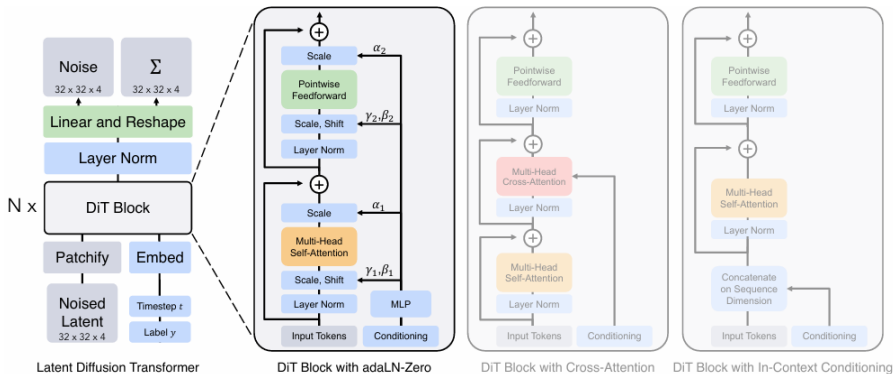 Noise
32 x 32 x 4
Σ
32 x 32 x 4
Linear and Reshape
Layer Norm
N x
DiT Block
Patchify
Embed
Noised
Latent
32 x 32 x 4
Timestep t
Label y
Latent Diffusion Transformer
Scale
α₂
Pointwise
Feedforward
Scale, Shift
γ₂,β₂
Layer Norm
Scale
α₁
Multi-Head
Self-Attention
Scale, Shift
γ₁,β₁
Layer Norm
MLP
Input Tokens
Conditioning
DiT Block with adaLN-Zero
Pointwise
Feedforward
Layer Norm
Multi-Head
Cross-Attention
Layer Norm
Multi-Head
Self-Attention
Layer Norm
Input Tokens
Conditioning
DiT Block with Cross-Attention
Pointwise
Feedforward
Layer Norm
Multi-Head
Self-Attention
Layer Norm
Concatenate
on Sequence
Dimension
Input Tokens
Conditioning
DiT Block with In-Context Conditioning